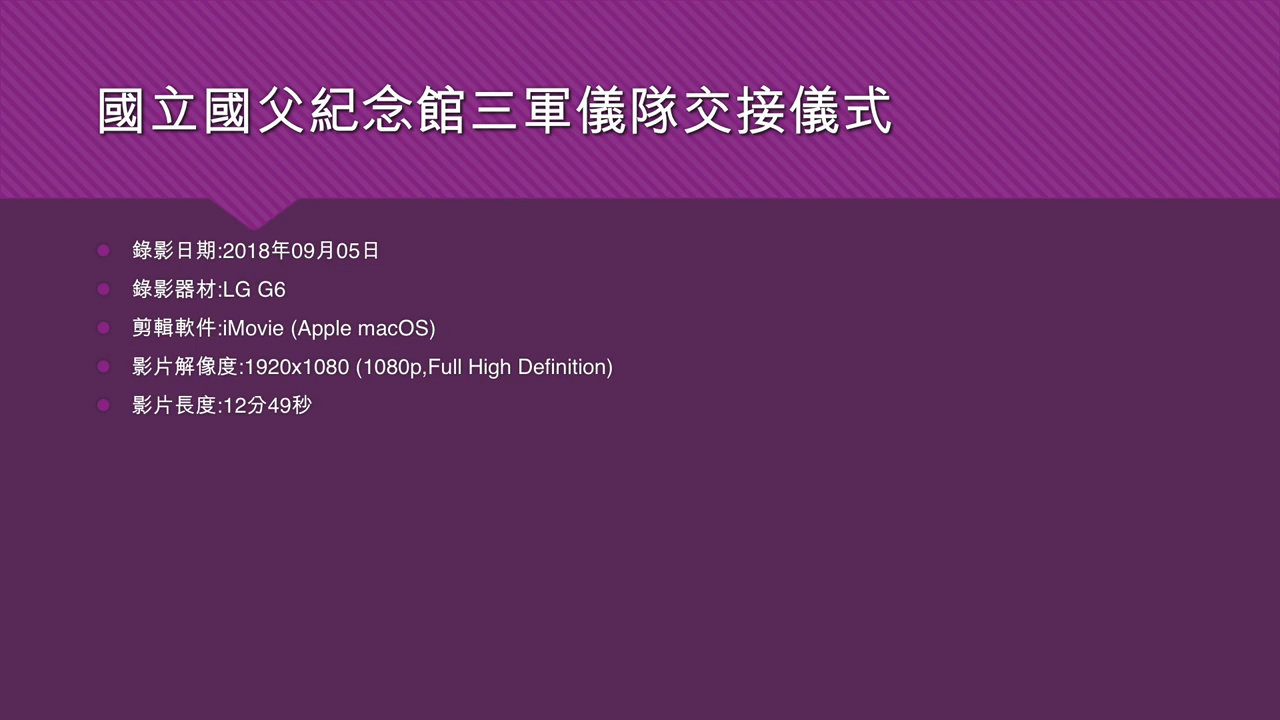 國立國父紀念館三軍儀隊交接儀式
錄影日期:2018年09月05日
錄影器材:LG G6
剪輯軟件:iMovie (Apple macOS)
影片解像度:1920x1080 (1080p,Full High Definition)
影片長度:12分49秒